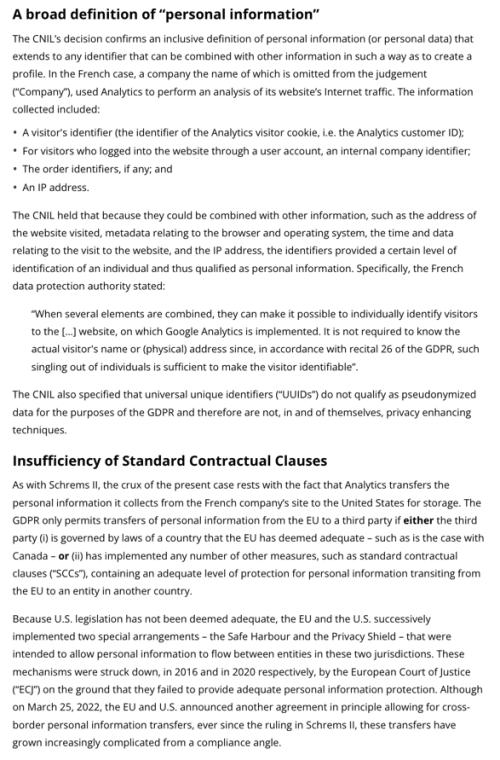 A broad definition of “personal information”
The CNIL’s decision confirms an inclusive definition of personal information (or personal data) that
extends to any identifier that can be combined with other information in such a way as to create a
profile. In the French case, a company the name of which is omitted from the judgement
(“Company”), used Analytics to perform an analysis of its website’s Internet traffic. The information
collected included:
• A visitor's identifier (the identifier of the Analytics visitor cookie, i.e. the Analytics customer ID);
• For visitors who logged into the website through a user account, an internal company identifier;
• The order identifiers, if any; and
• An IP address.
The CNIL held that because they could be combined with other information, such as the address of
the website visited, metadata relating to the browser and operating system, the time and data
relating to the visit to the website, and the IP address, the identifiers provided a certain level of
identification of an individual and thus qualified as personal information. Specifically, the French
data protection authority stated:
“When several elements are combined, they can make it possible to individually identify visitors
to the […] website, on which Google Analytics is implemented. It is not required to know the
actual visitor's name or (physical) address since, in accordance with recital 26 of the GDPR, such
singling out of individuals is sufficient to make the visitor identifiable”.
The CNIL also specified that universal unique identifiers (“UUIDs”) do not qualify as pseudonymized
data for the purposes of the GDPR and therefore are not, in and of themselves, privacy enhancing
techniques.
Insufficiency of Standard Contractual Clauses
As with Schrems II, the crux of the present case rests with the fact that Analytics transfers the
personal information it collects from the French company’s site to the United States for storage. The
GDPR only permits transfers of personal information from the EU to a third party if either the third
party (i) is governed by laws of a country that the EU has deemed adequate – such as is the case with
Canada – or (ii) has implemented any number of other measures, such as standard contractual
clauses (“SCCs”), containing an adequate level of protection for personal information transiting from
the EU to an entity in another country.
Because U.S. legislation has not been deemed adequate, the EU and the U.S. successively
implemented two special arrangements – the Safe Harbour and the Privacy Shield – that were
intended to allow personal information to flow between entities in these two jurisdictions. These
mechanisms were struck down, in 2016 and in 2020 respectively, by the European Court of Justice
(“ECJ”) on the ground that they failed to provide adequate personal information protection. Although
on March 25, 2022, the EU and U.S. announced another agreement in principle allowing for cross-
border personal information transfers, ever since the ruling in Schrems II, these transfers have
grown increasingly complicated from a compliance angle.